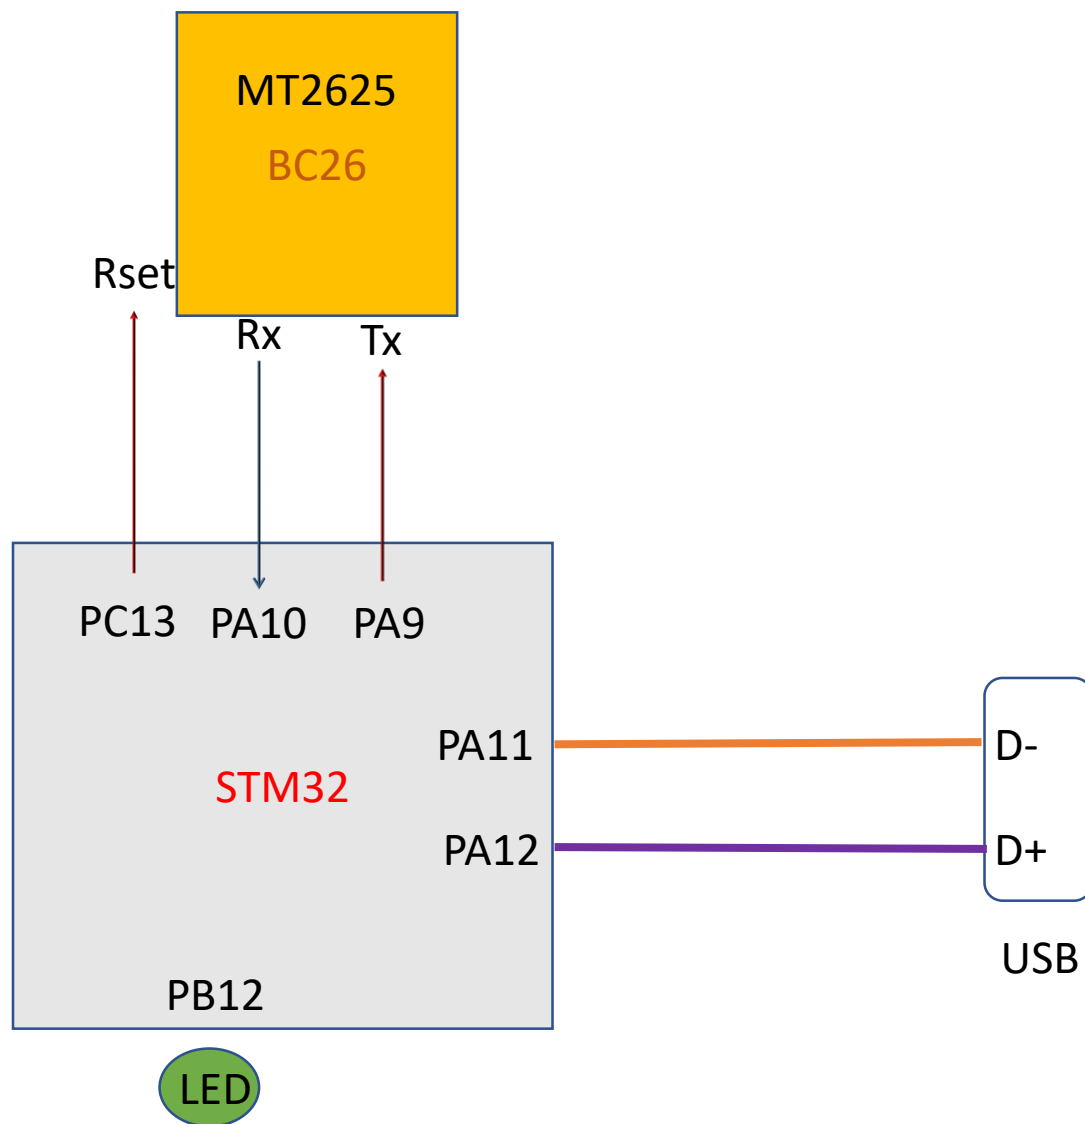 MT2625
BC26
Rset
Rx Tx
PC13 PA10 PA9
PA11 D-
STM32
PA12 D+
USB
PB12
LED